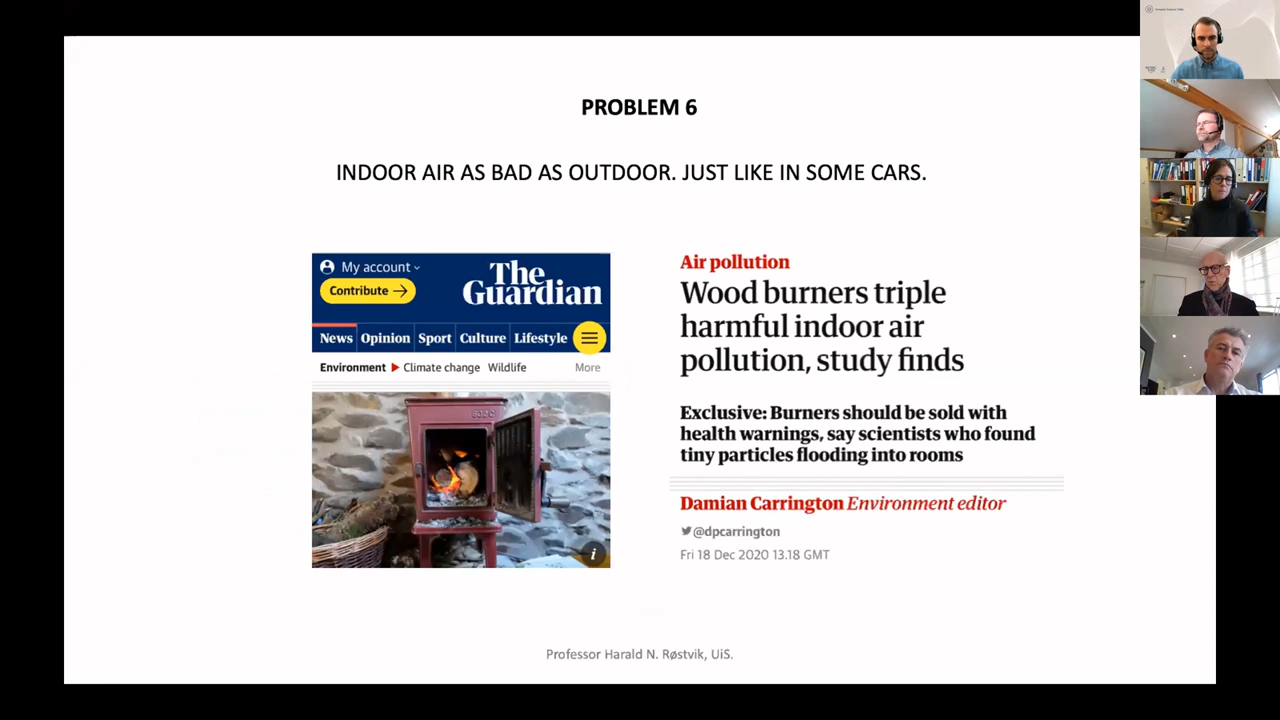 PROBLEM 6
INDOOR AIR AS BAD AS OUTDOOR. JUST LIKE IN SOME CARS.
My account
Contribute →
The
Guardian
News Opinion Sport Culture Lifestyle
Environment Climate change Wildlife More
i
Air pollution
Wood burners triple
harmful indoor air
pollution, study finds
Exclusive: Burners should be sold with
health warnings, say scientists who found
tiny particles flooding into rooms
Damian Carrington Environment editor
@dpcarrington
Fri 18 Dec 2020 13.18 GMT
Professor Harald N. Røstvik, UiS.